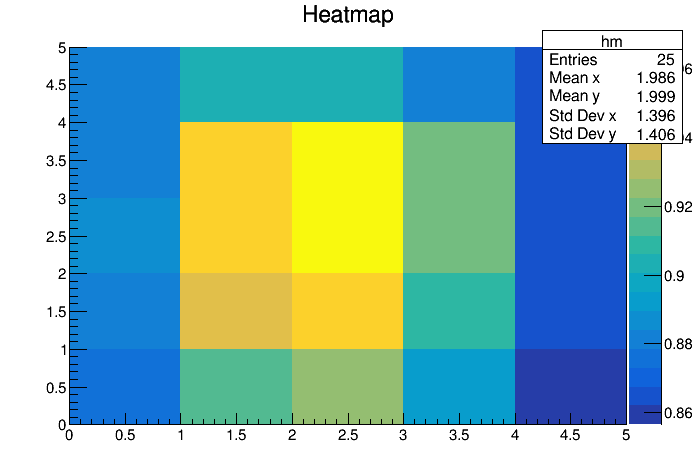 Heatmap
hm
Entries 25
Mean x 1.986
Mean y 1.999
Std Dev x 1.396
Std Dev y 1.406
5
4.5
4
3.5
3
2.5
2
1.5
1
0.5
0
0 0.5 1 1.5 2 2.5 3 3.5 4 4.5 5
6
4
0.92
0.9
0.88
0.86